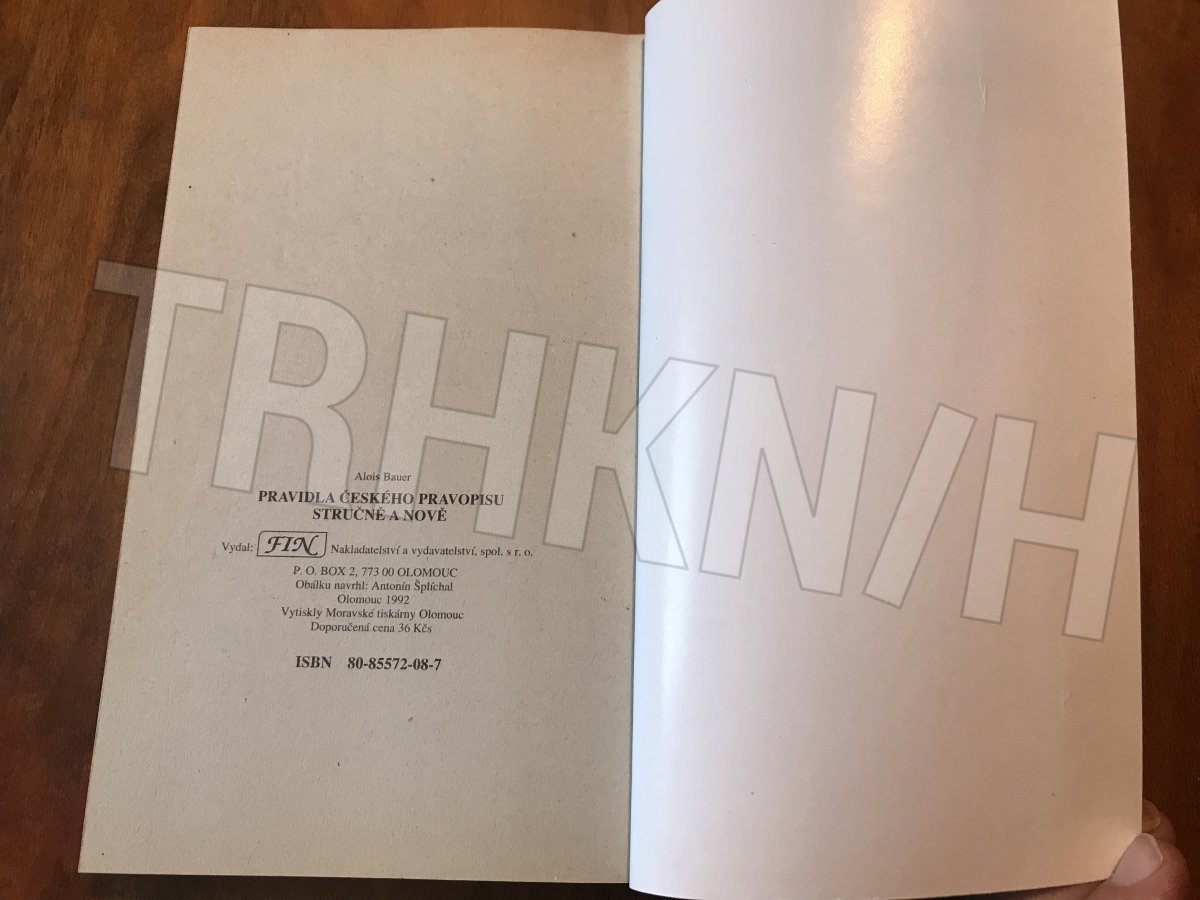 Alois Bauer
PRAVIDLA ČESKÉHO PRAVOPISU
STRUČNĚ A NOVĚ
Vydal: FIN Nakladatelství a vydavatelství, spol. s r. o.
P. O. BOX 2, 773 00 OLOMOUC
Obálku navrhl: Antonín Šplíchal
Olomouc 1992
Vytiskly Moravské tiskárny Olomouc
Doporučená cena 36 Kčs
ISBN 80-85572-08-7
TRHKN/H